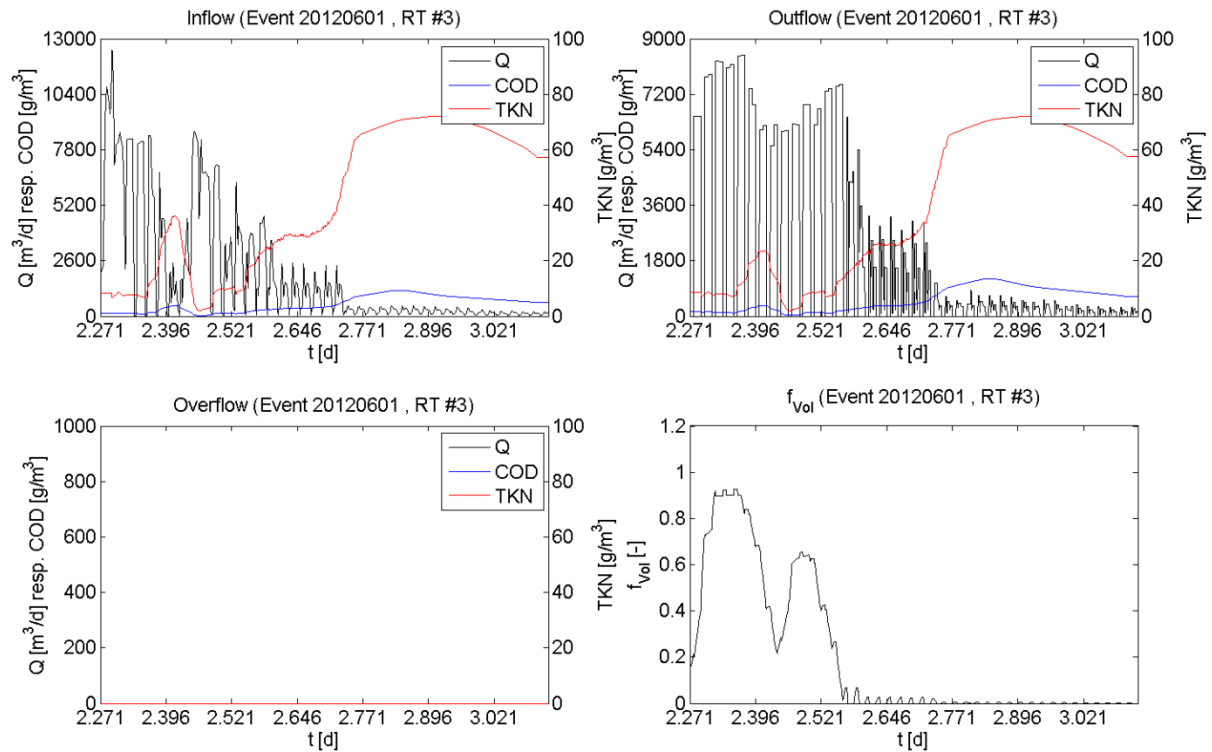 Inflow (Event 20120601 , RT #3)
13000
10400
7800
5200
2600
0
Q [m³/d] resp. COD [g/m³]
100
80
60
40
20
0
TKN [g/m³]
Q
COD
TKN
2.271 2.396 2.521 2.646 2.771 2.896 3.021
t [d]
Outflow (Event 20120601 , RT #3)
9000
7200
5400
3600
1800
0
Q [m³/d] resp. COD [g/m³]
100
80
60
40
20
0
TKN [g/m³]
Q
COD
TKN
2.271 2.396 2.521 2.646 2.771 2.896 3.021
t [d]
Overflow (Event 20120601 , RT #3)
1000
800
600
400
200
0
Q [m³/d] resp. COD [g/m³]
100
80
60
40
20
0
TKN [g/m³]
Q
COD
TKN
2.271 2.396 2.521 2.646 2.771 2.896 3.021
t [d]
f_Vol (Event 20120601 , RT #3)
1.2
1
0.8
0.6
0.4
0.2
0
f_Vol [-]
2.271 2.396 2.521 2.646 2.771 2.896 3.021
t [d]